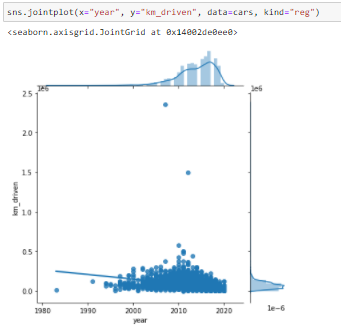 sns.jointplot(x="year", y="km_driven", data=cars, kind="reg")
<seaborn.axisgrid.JointGrid at 0x14002de0ee0>
1e6
1e6
2.5
2.0
1.5
1.0
0.5
0.0
km_driven
1980 1990 2000 2010 2020
year
1e-6